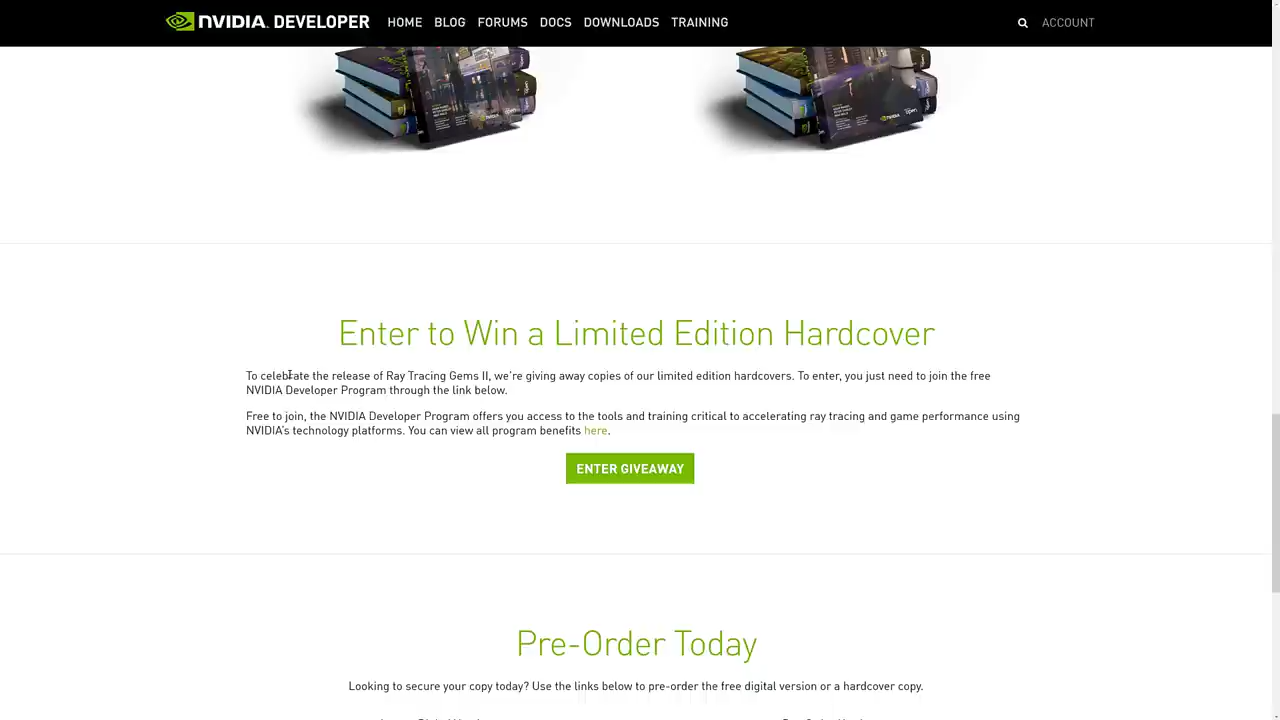 NVIDIA. DEVELOPER HOME BLOG FORUMS DOCS DOWNLOADS TRAINING ACCOUNT
Enter to Win a Limited Edition Hardcover
To celebrate the release of Ray Tracing Gems II, we're giving away copies of our limited edition hardcovers. To enter, you just need to join the free
NVIDIA Developer Program through the link below.
Free to join, the NVIDIA Developer Program offers you access to the tools and training critical to accelerating ray tracing and game performance using
NVIDIA's technology platforms. You can view all program benefits here.
ENTER GIVEAWAY
Pre-Order Today
Looking to secure your copy today? Use the links below to pre-order the free digital version or a hardcover copy.